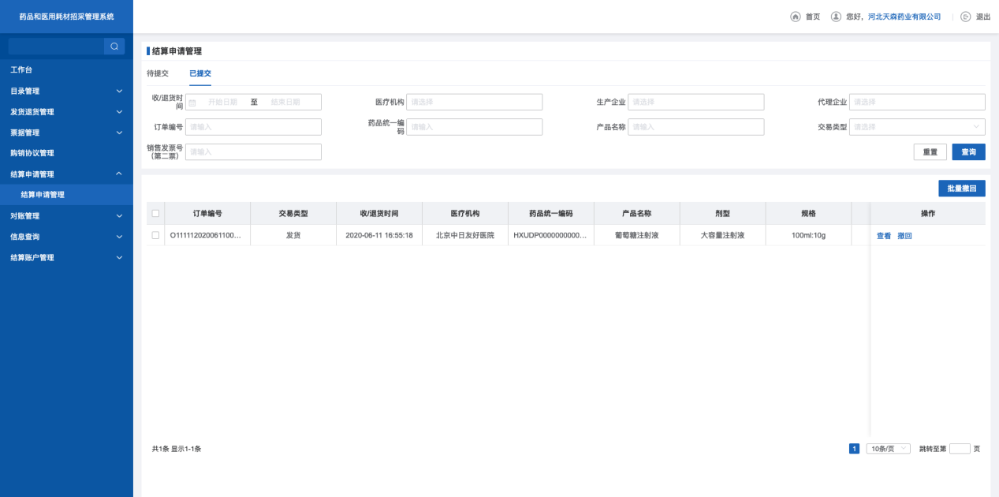 药品和医用耗材招采管理系统
首页 您好，河北天森药业有限公司 退出
工作台
目录管理
发货退货管理
票据管理
购销协议管理
结算申请管理
结算申请管理
对账管理
信息查询
结算账户管理
结算申请管理
待提交 已提交
收/退货时间 开始日期 至 结束日期 医疗机构 请选择 生产企业 请选择 代理企业 请选择
订单编号 请输入 药品统一编码 请输入 产品名称 请输入 交易类型 请选择
销售发票号（第二票） 请输入 重置 查询
批量撤回
订单编号 交易类型 收/退货时间 医疗机构 药品统一编码 产品名称 剂型 规格 操作
O111112020061100... 发货 2020-06-11 16:55:18 北京中日友好医院 HXUDP0000000000... 葡萄糖注射液 大容量注射液 100ml:10g 查看 撤回
共1条 显示1-1条 1 10条/页 跳转至第 页